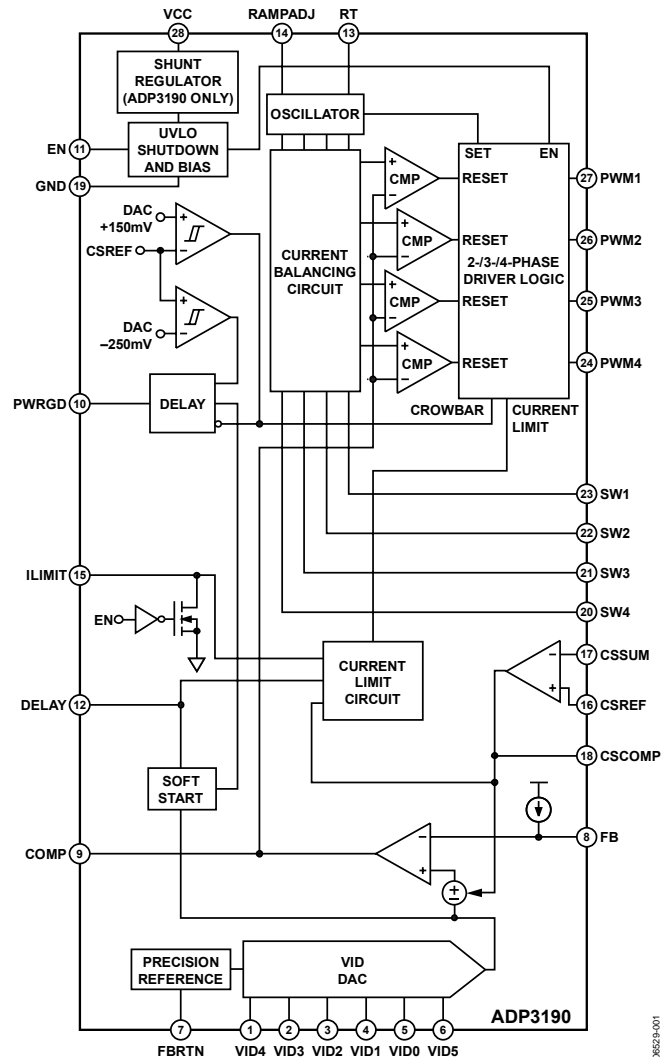 VCC
RAMPADJ
RT
28
14
13
SHUNT
REGULATOR
(ADP3190 ONLY)
OSCILLATOR
UVLO
SHUTDOWN
AND BIAS
EN 11
GND 19
SET
EN
CMP
RESET
27 PWM1
CMP
RESET
26 PWM2
CMP
RESET
25 PWM3
CMP
RESET
24 PWM4
2-/3-/4-PHASE
DRIVER LOGIC
CURRENT
BALANCING
CIRCUIT
DAC
+150mV
CSREF
DAC
–250mV
PWRGD 10
DELAY
CROWBAR
CURRENT
LIMIT
23 SW1
22 SW2
21 SW3
20 SW4
ILIMIT 15
EN
CURRENT
LIMIT
CIRCUIT
17 CSSUM
16 CSREF
18 CSCOMP
DELAY 12
SOFT
START
8 FB
COMP 9
PRECISION
REFERENCE
VID
DAC
ADP3190
7
1
2
3
4
5
6
FBRTN
VID4
VID3
VID2
VID1
VID0
VID5
06529-001